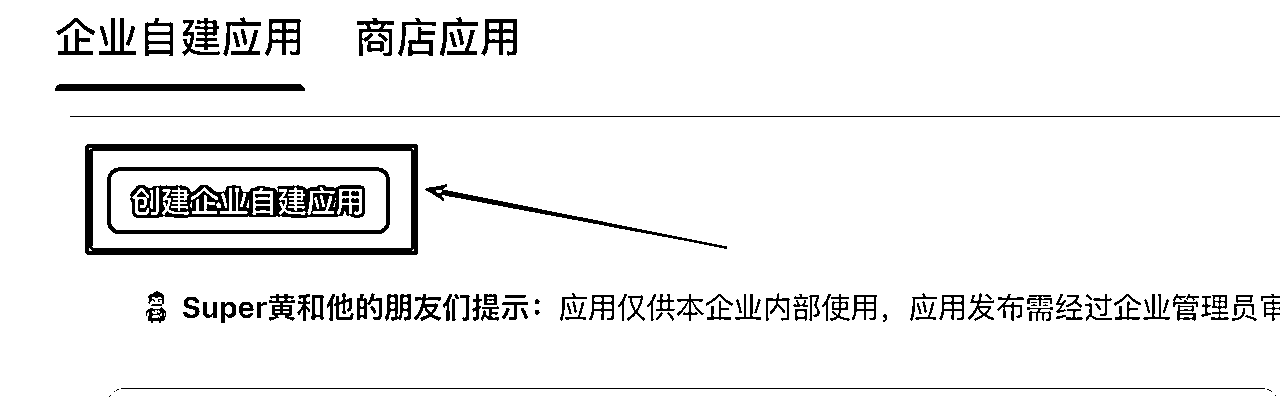 企业自建应用 商店应用
创建企业自建应用
Super黄和他的朋友们提示：应用仅供本企业内部使用，应用发布需经过企业管理员审